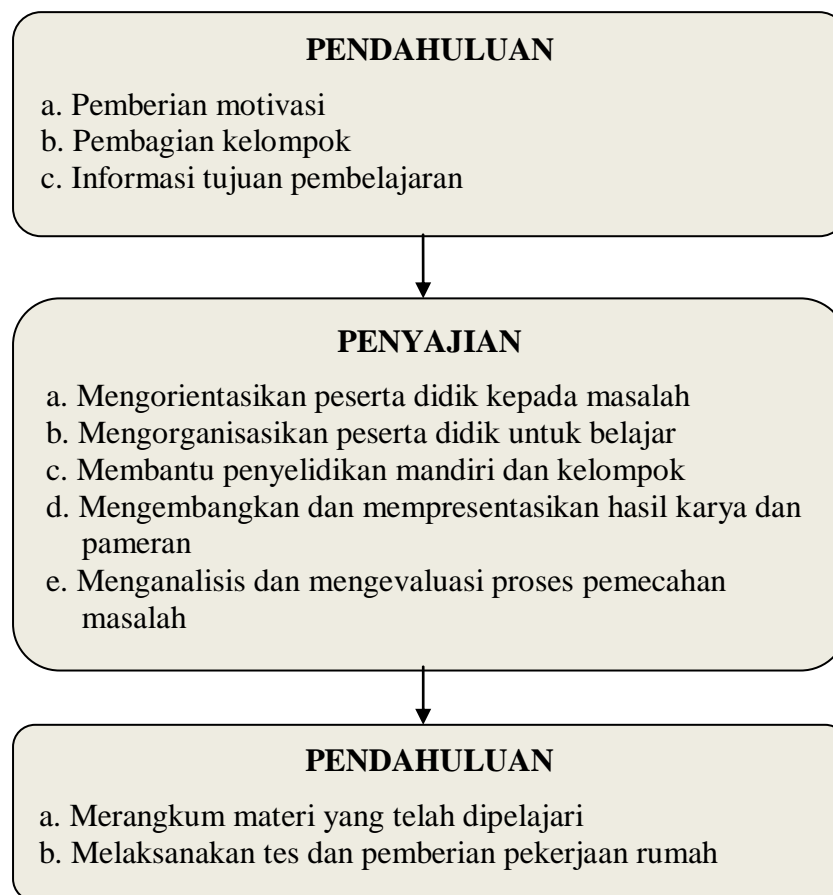 PENDAHULUAN
a. Pemberian motivasi
b. Pembagian kelompok
c. Informasi tujuan pembelajaran
PENYAJIAN
a. Mengorientasikan peserta didik kepada masalah
b. Mengorganisasikan peserta didik untuk belajar
c. Membantu penyelidikan mandiri dan kelompok
d. Mengembangkan dan mempresentasikan hasil karya dan
pameran
e. Menganalisis dan mengevaluasi proses pemecahan
masalah
PENDAHULUAN
a. Merangkum materi yang telah dipelajari
b. Melaksanakan tes dan pemberian pekerjaan rumah